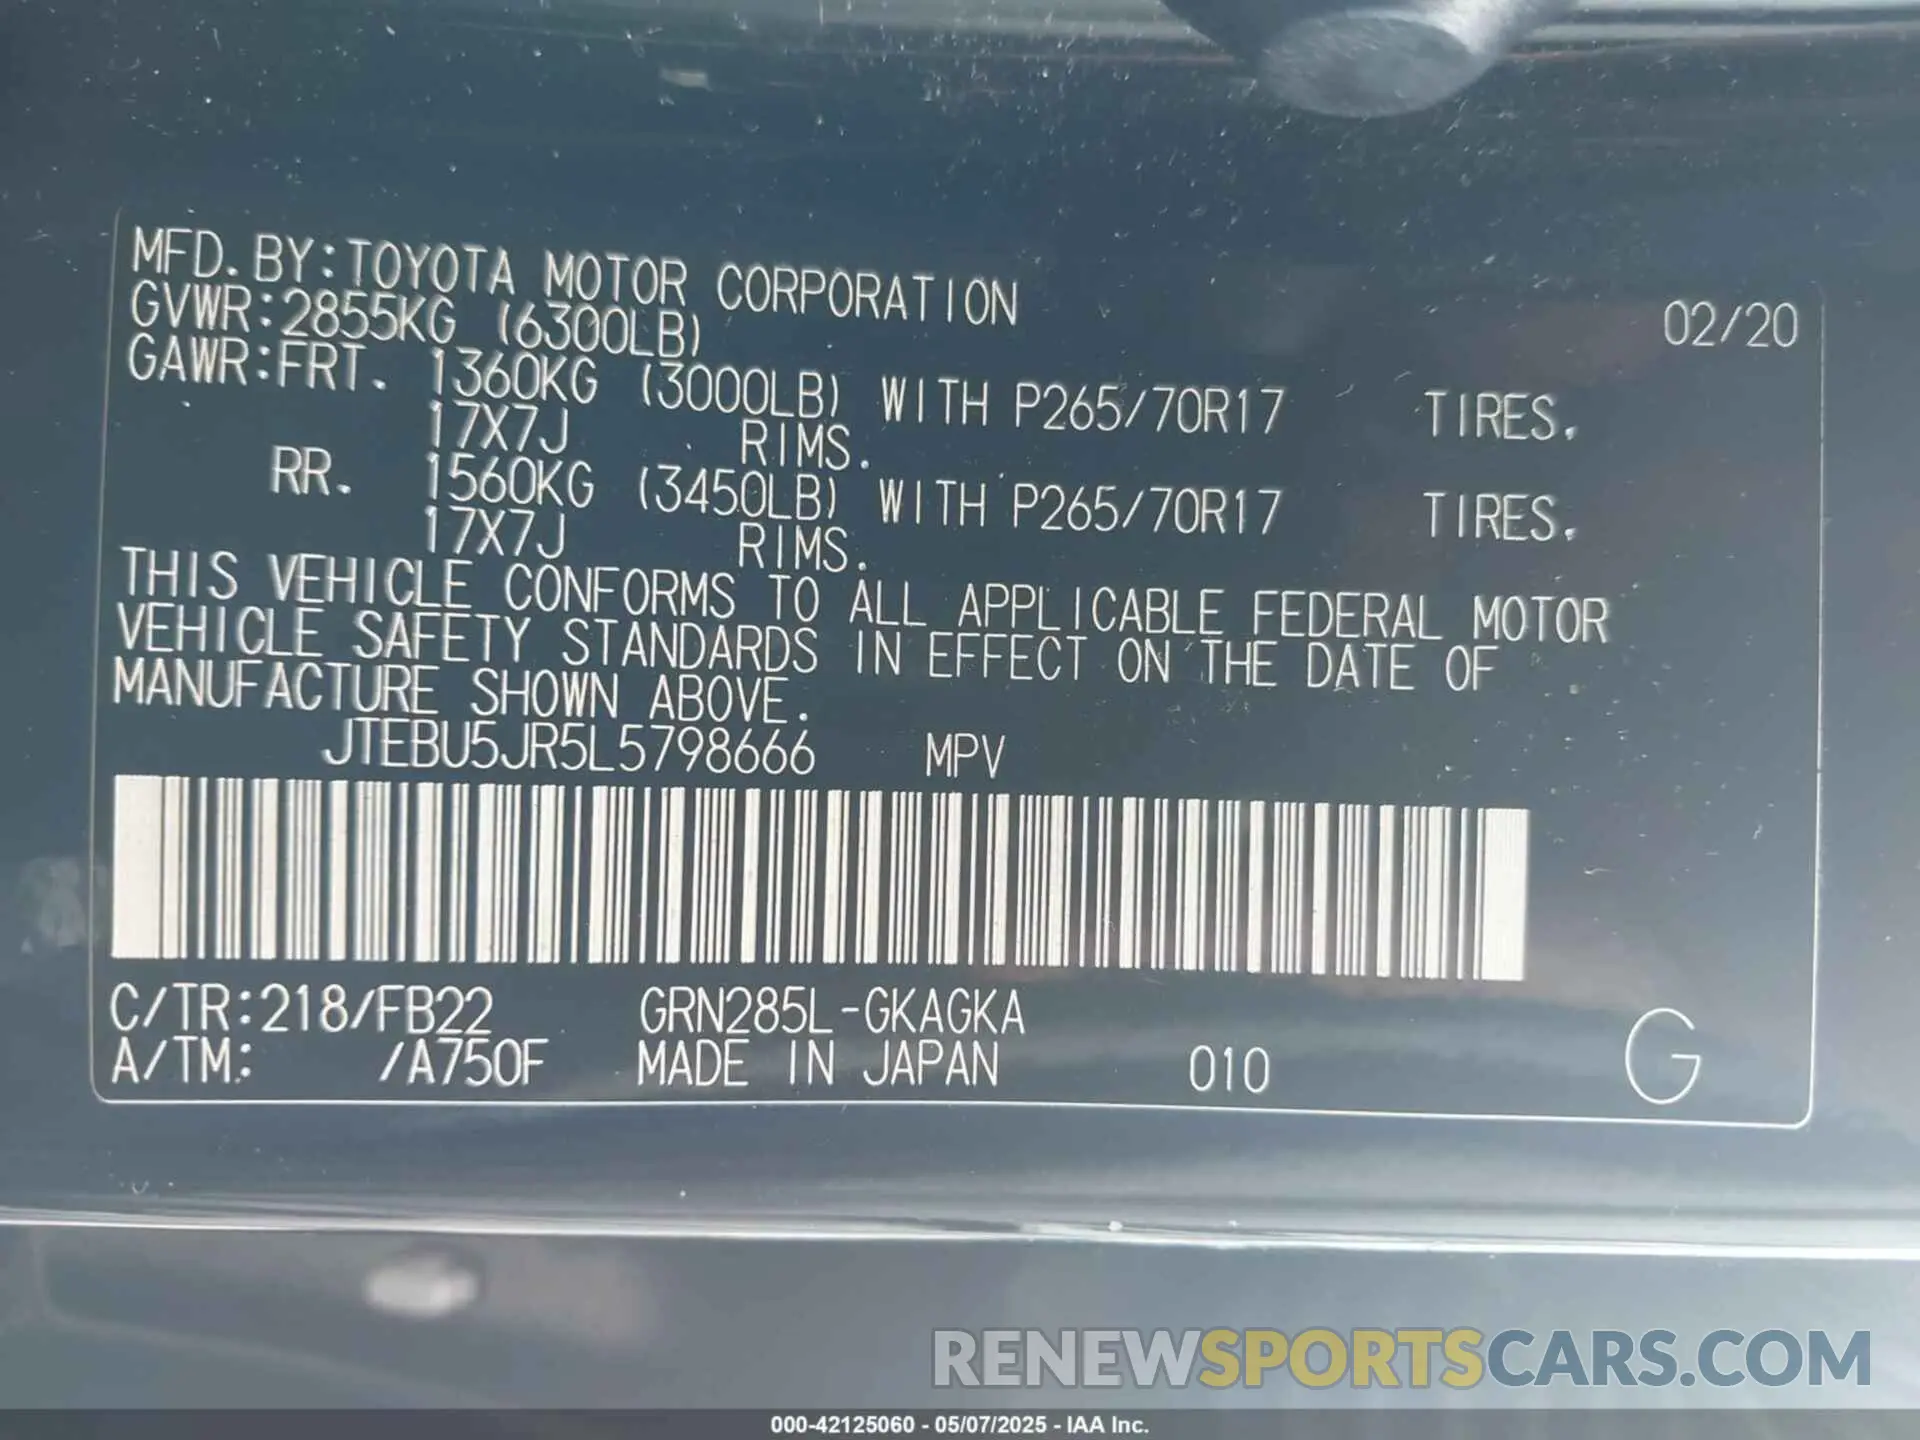 MFD. BY:TOYOTA MOTOR CORPORATION 02/20
GVWR:2855KG (6300LB)
GAWR:FRT. 1360KG (3000LB) WITH P265/70R17 TIRES.
17X7J RIMS.
RR. 1560KG (3450LB) WITH P265/70R17 TIRES.
17X7J RIMS.
THIS VEHICLE CONFORMS TO ALL APPLICABLE FEDERAL MOTOR
VEHICLE SAFETY STANDARDS IN EFFECT ON THE DATE OF
MANUFACTURE SHOWN ABOVE.
JTEBU5JR5L5798666 MPV
C/TR:218/FB22 GRN285L-GKAGKA
A/TM: /A750F MADE IN JAPAN 010 G
RENEWSPORTSCARS.COM
000-42125060 - 05/07/2025 - IAA Inc.